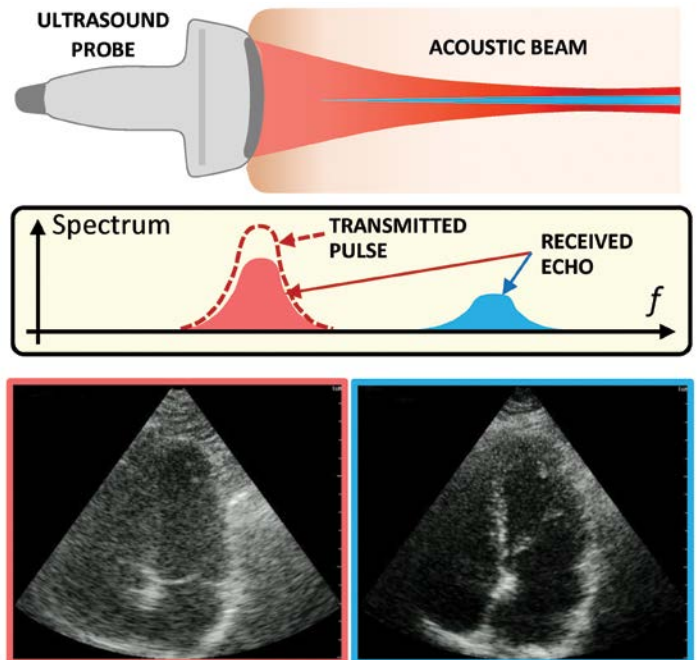 ULTRASOUND
PROBE
ACOUSTIC BEAM
Spectrum
TRANSMITTED
PULSE
RECEIVED
ECHO
f